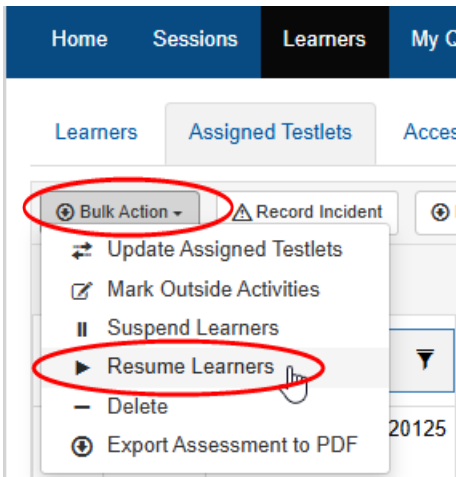 Home Sessions Learners My
Learners Assigned Testlets
Bulk Action Record Incident
Update Assigned Testlets
Mark Outside Activities
Suspend Learners
Resume Learners
Delete
20125
Export Assessment to PDF